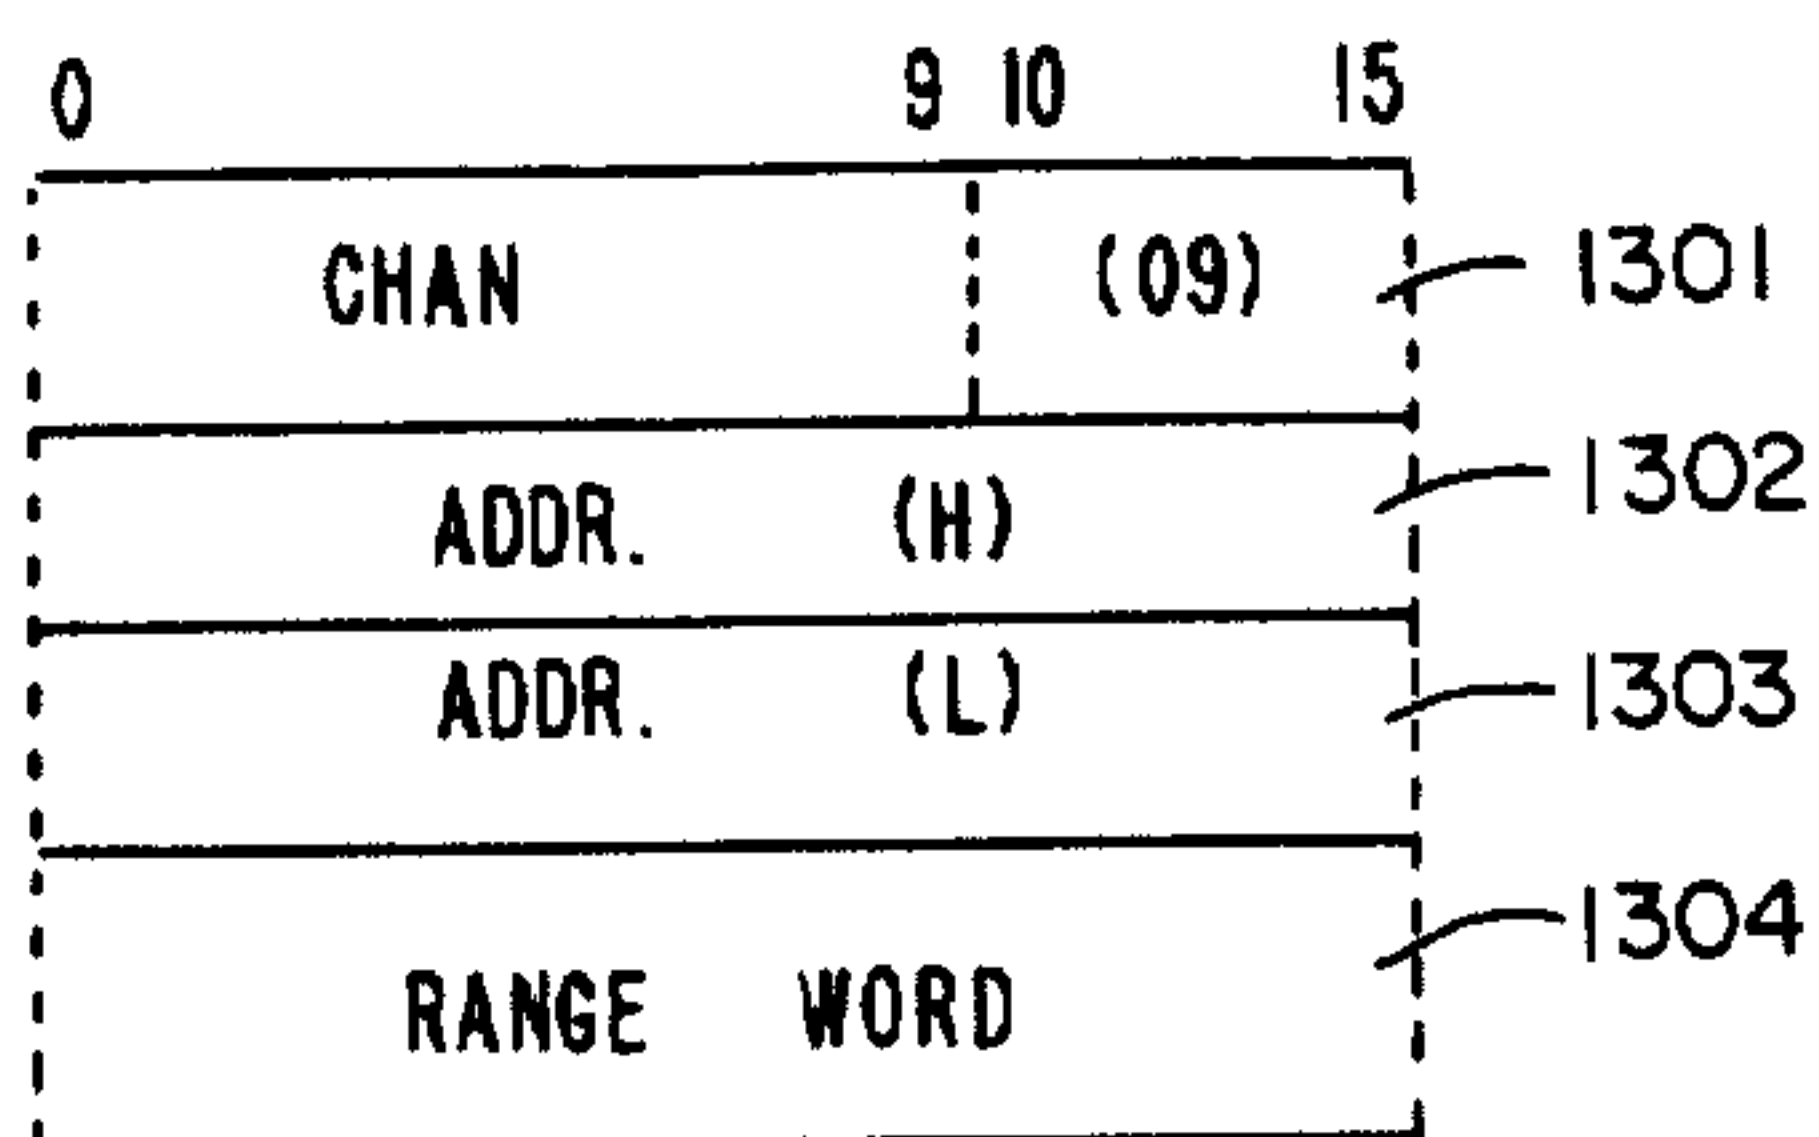 0 9 10 15
CHAN (09) 1301
ADDR. (H) 1302
ADDR. (L) 1303
RANGE WORD 1304